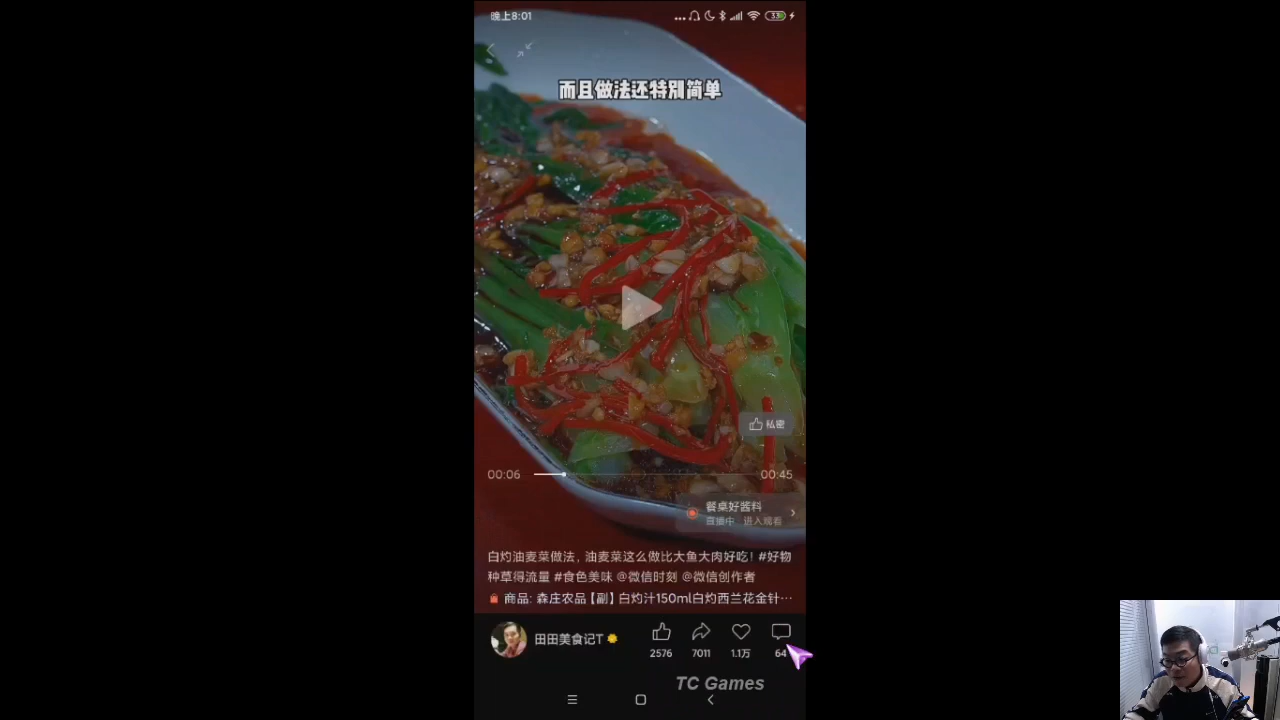 晚上8:01
33
而且做法还特别简单
私密
00:06
00:45
餐桌好酱料
直播中 进入观看
白灼油麦菜做法，油麦菜这么做比大鱼大肉好吃！#好物
种草得流量 #食色美味 @微信时刻 @微信创作者
商品: 森庄农品【副】白灼汁150ml白灼西兰花金针···
田田美食记T
2576
7011
1.1万
64
TC Games